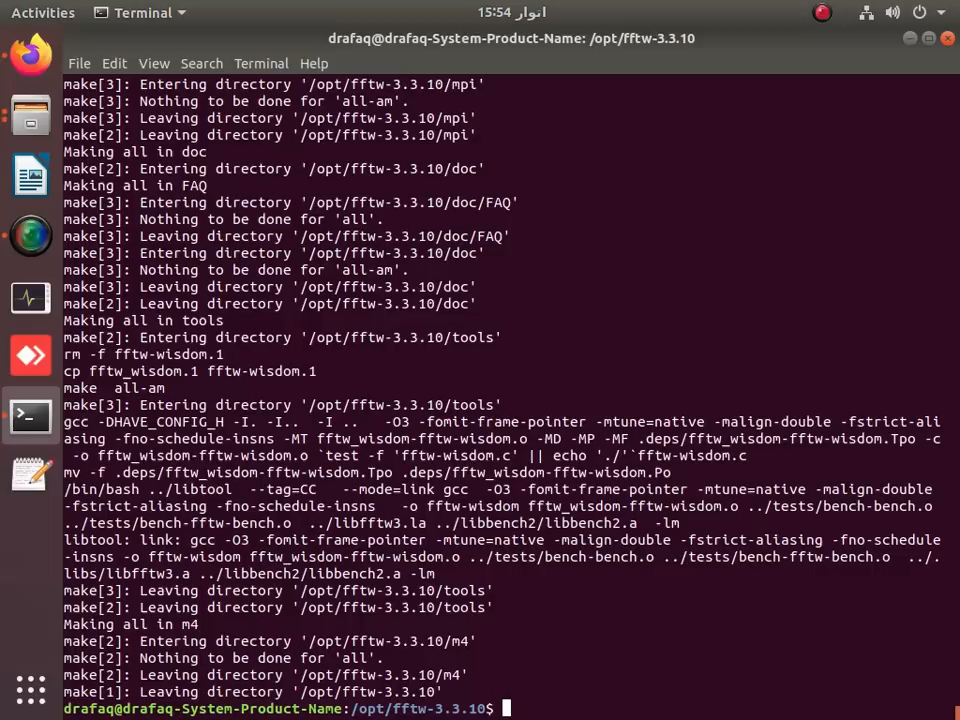 Activities
Terminal
15:54 اتوار
drafaq@drafaq-System-Product-Name: /opt/fftw-3.3.10
File Edit View Search Terminal Help
make[3]: Entering directory '/opt/fftw-3.3.10/mpi'
make[3]: Nothing to be done for 'all-am'.
make[3]: Leaving directory '/opt/fftw-3.3.10/mpi'
make[2]: Leaving directory '/opt/fftw-3.3.10/mpi'
Making all in doc
make[2]: Entering directory '/opt/fftw-3.3.10/doc'
Making all in FAQ
make[3]: Entering directory '/opt/fftw-3.3.10/doc/FAQ'
make[3]: Nothing to be done for 'all'.
make[3]: Leaving directory '/opt/fftw-3.3.10/doc/FAQ'
make[3]: Entering directory '/opt/fftw-3.3.10/doc'
make[3]: Nothing to be done for 'all-am'.
make[3]: Leaving directory '/opt/fftw-3.3.10/doc'
make[2]: Leaving directory '/opt/fftw-3.3.10/doc'
Making all in tools
make[2]: Entering directory '/opt/fftw-3.3.10/tools'
rm -f fftw-wisdom.1
cp fftw_wisdom.1 fftw-wisdom.1
make  all-am
make[3]: Entering directory '/opt/fftw-3.3.10/tools'
gcc -DHAVE_CONFIG_H -I. -I..  -I ..   -O3 -fomit-frame-pointer -mtune=native -malign-double -fstrict-ali
asing -fno-schedule-insns -MT fftw_wisdom-fftw-wisdom.o -MD -MP -MF .deps/fftw_wisdom-fftw-wisdom.Tpo -c
 -o fftw_wisdom-fftw-wisdom.o `test -f 'fftw-wisdom.c' || echo './'`fftw-wisdom.c
mv -f .deps/fftw_wisdom-fftw-wisdom.Tpo .deps/fftw_wisdom-fftw-wisdom.Po
/bin/bash ../libtool  --tag=CC   --mode=link gcc  -O3 -fomit-frame-pointer -mtune=native -malign-double
-fstrict-aliasing -fno-schedule-insns   -o fftw-wisdom fftw_wisdom-fftw-wisdom.o ../tests/bench-bench.o
../tests/bench-fftw-bench.o  ../libfftw3.la ../libbench2/libbench2.a  -lm
libtool: link: gcc -O3 -fomit-frame-pointer -mtune=native -malign-double -fstrict-aliasing -fno-schedule
-insns -o fftw-wisdom fftw_wisdom-fftw-wisdom.o ../tests/bench-bench.o ../tests/bench-fftw-bench.o  ../.
libs/libfftw3.a ../libbench2/libbench2.a -lm
make[3]: Leaving directory '/opt/fftw-3.3.10/tools'
make[2]: Leaving directory '/opt/fftw-3.3.10/tools'
Making all in m4
make[2]: Entering directory '/opt/fftw-3.3.10/m4'
make[2]: Nothing to be done for 'all'.
make[2]: Leaving directory '/opt/fftw-3.3.10/m4'
make[1]: Leaving directory '/opt/fftw-3.3.10'
drafaq@drafaq-System-Product-Name:/opt/fftw-3.3.10$